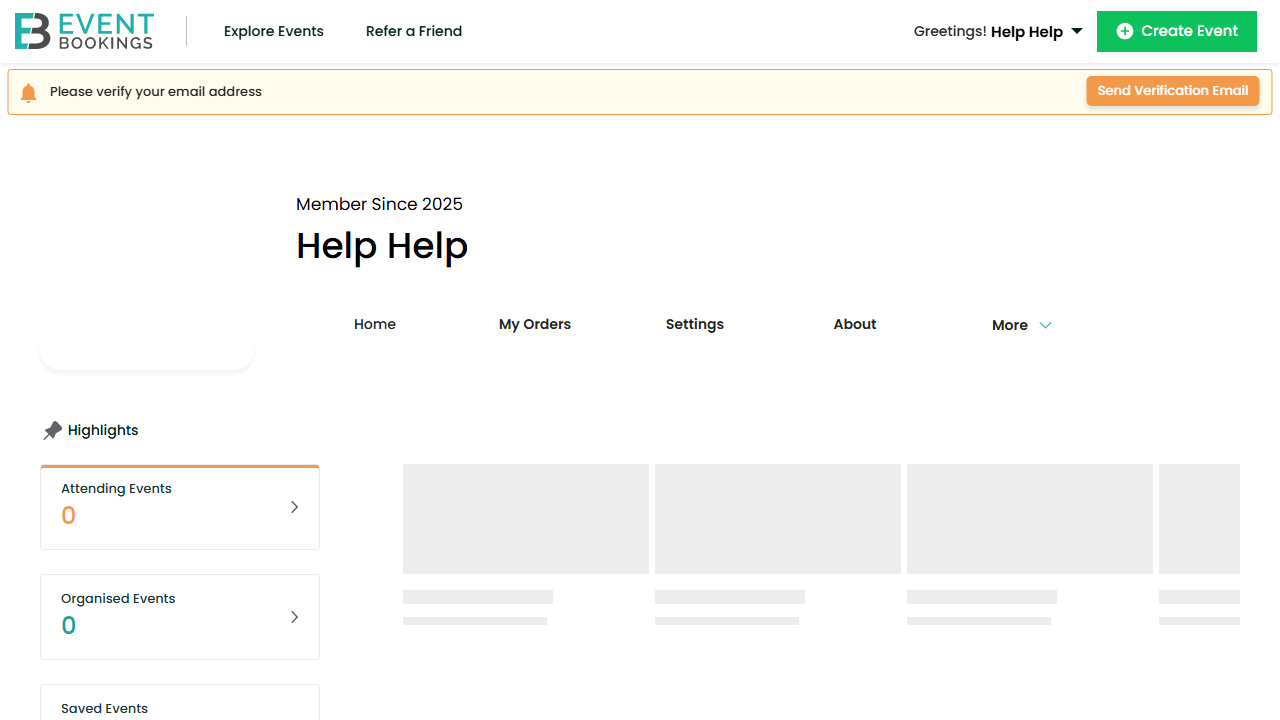 EVENT
BOOKINGS
Explore Events
Refer a Friend
Greetings! Help Help
Create Event
Please verify your email address
Send Verification Email
Member Since 2025
Help Help
Home
My Orders
Settings
About
More
Highlights
Attending Events
0
Organised Events
0
Saved Events